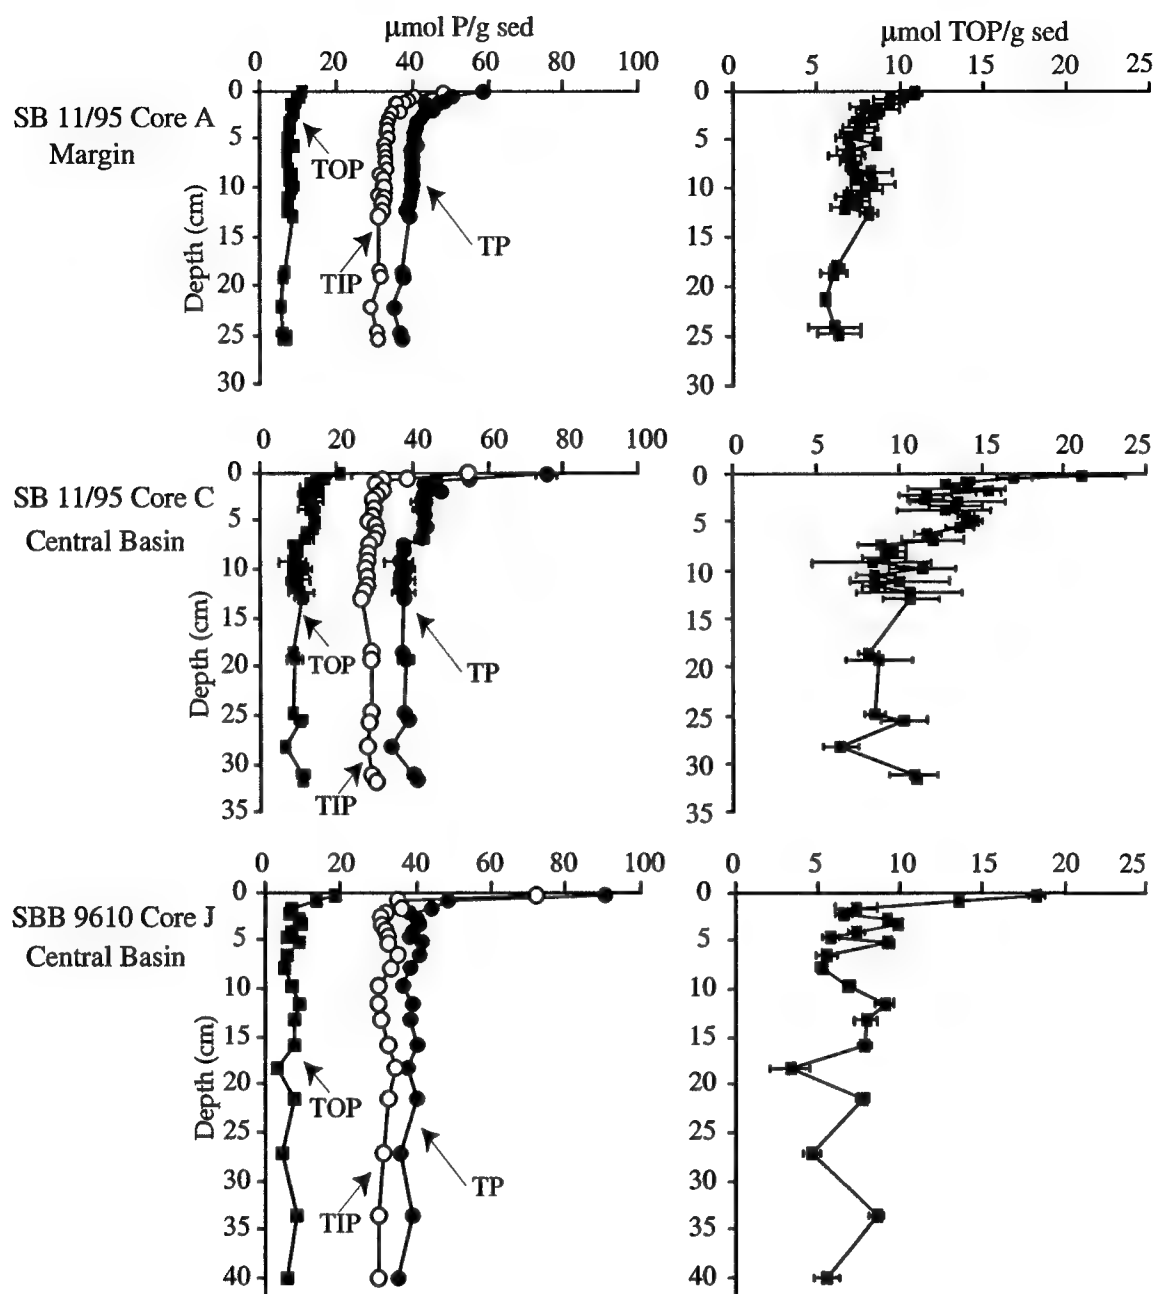 μmol P/g sed
μmol TOP/g sed
0 20 40 60 80 100
0 5 10 15 20 25
SB 11/95 Core A
Margin
Depth (cm)
0
5
10
15
20
25
30
TOP
TIP
TP
0
5
10
15
20
25
30
0 20 40 60 80 100
0 5 10 15 20 25
SB 11/95 Core C
Central Basin
Depth (cm)
0
5
10
15
20
25
30
35
TOP
TP
TIP
0
5
10
15
20
25
30
35
0 20 40 60 80 100
0 5 10 15 20 25
SBB 9610 Core J
Central Basin
Depth (cm)
0
5
10
15
20
25
30
35
40
TOP
TP
TIP
0
5
10
15
20
25
30
35
40